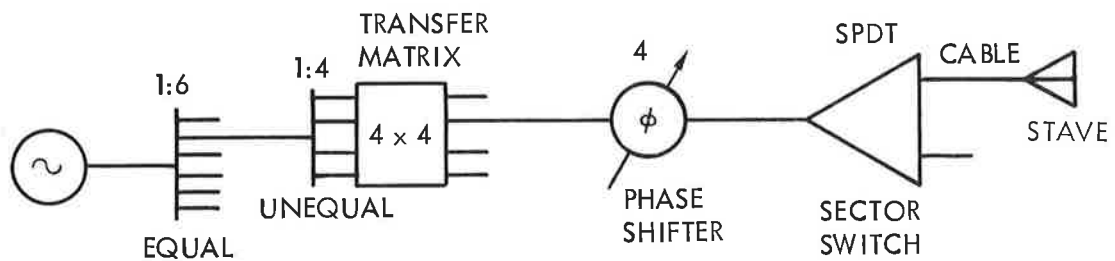 TRANSFER
MATRIX
1:6
1:4
4 x 4
UNEQUAL
EQUAL
4
ϕ
PHASE
SHIFTER
SPDT
CABLE
STAVE
SECTOR
SWITCH